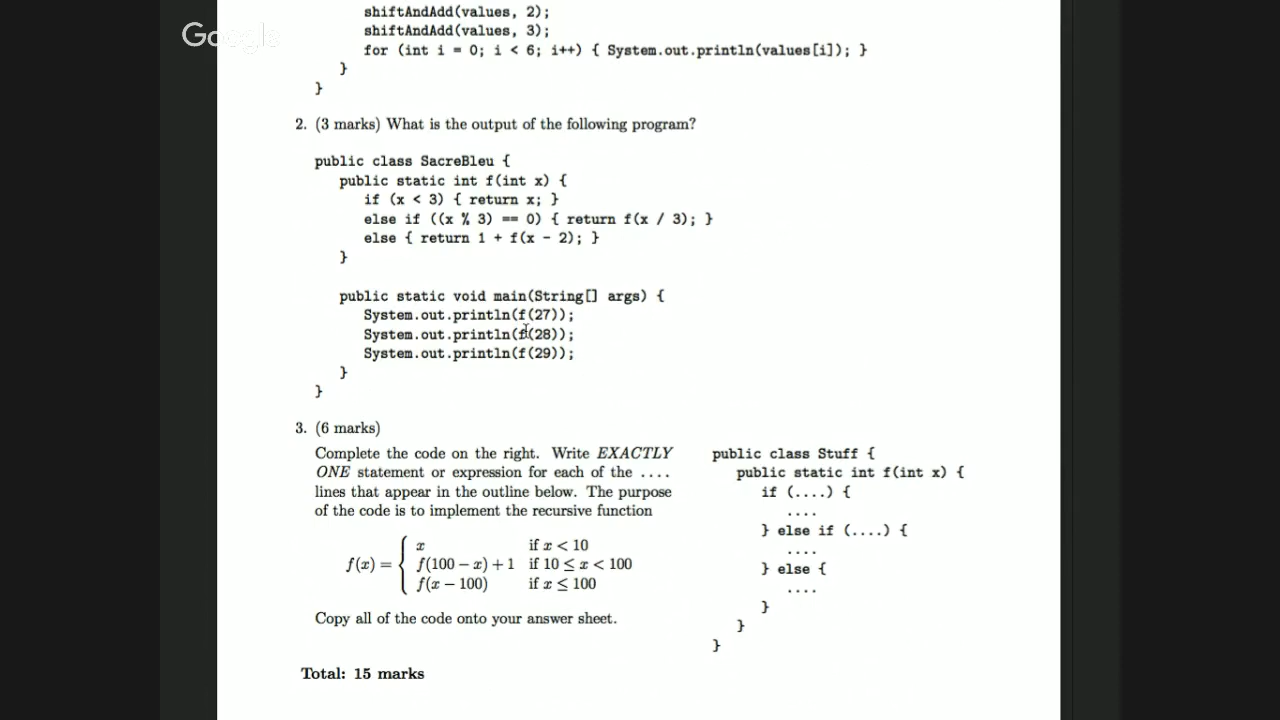 shiftAndAdd(values, 2);
Google
shiftAndAdd(values, 3);
for (int i = 0; i < 6; i++) { System.out.println(values[i]); }
}
}
2. (3 marks) What is the output of the following program?
public class SacreBleu {
public static int f(int x) {
if (x < 3) { return x; }
else if ((x % 3) == 0) { return f(x / 3); }
else { return 1 + f(x - 2); }
}
public static void main(String[] args) {
System.out.println(f(27));
System.out.println(f(28));
System.out.println(f(29));
}
}
3. (6 marks)
Complete the code on the right. Write EXACTLY
ONE statement or expression for each of the ....
lines that appear in the outline below. The purpose
of the code is to implement the recursive function
x if x < 10
f(x) = { f(100 − x) + 1 if 10 ≤ x < 100
f(x − 100) if x ≤ 100
Copy all of the code onto your answer sheet.
public class Stuff {
public static int f(int x) {
if (....) {
....
} else if (....) {
....
} else {
....
}
}
}
Total: 15 marks